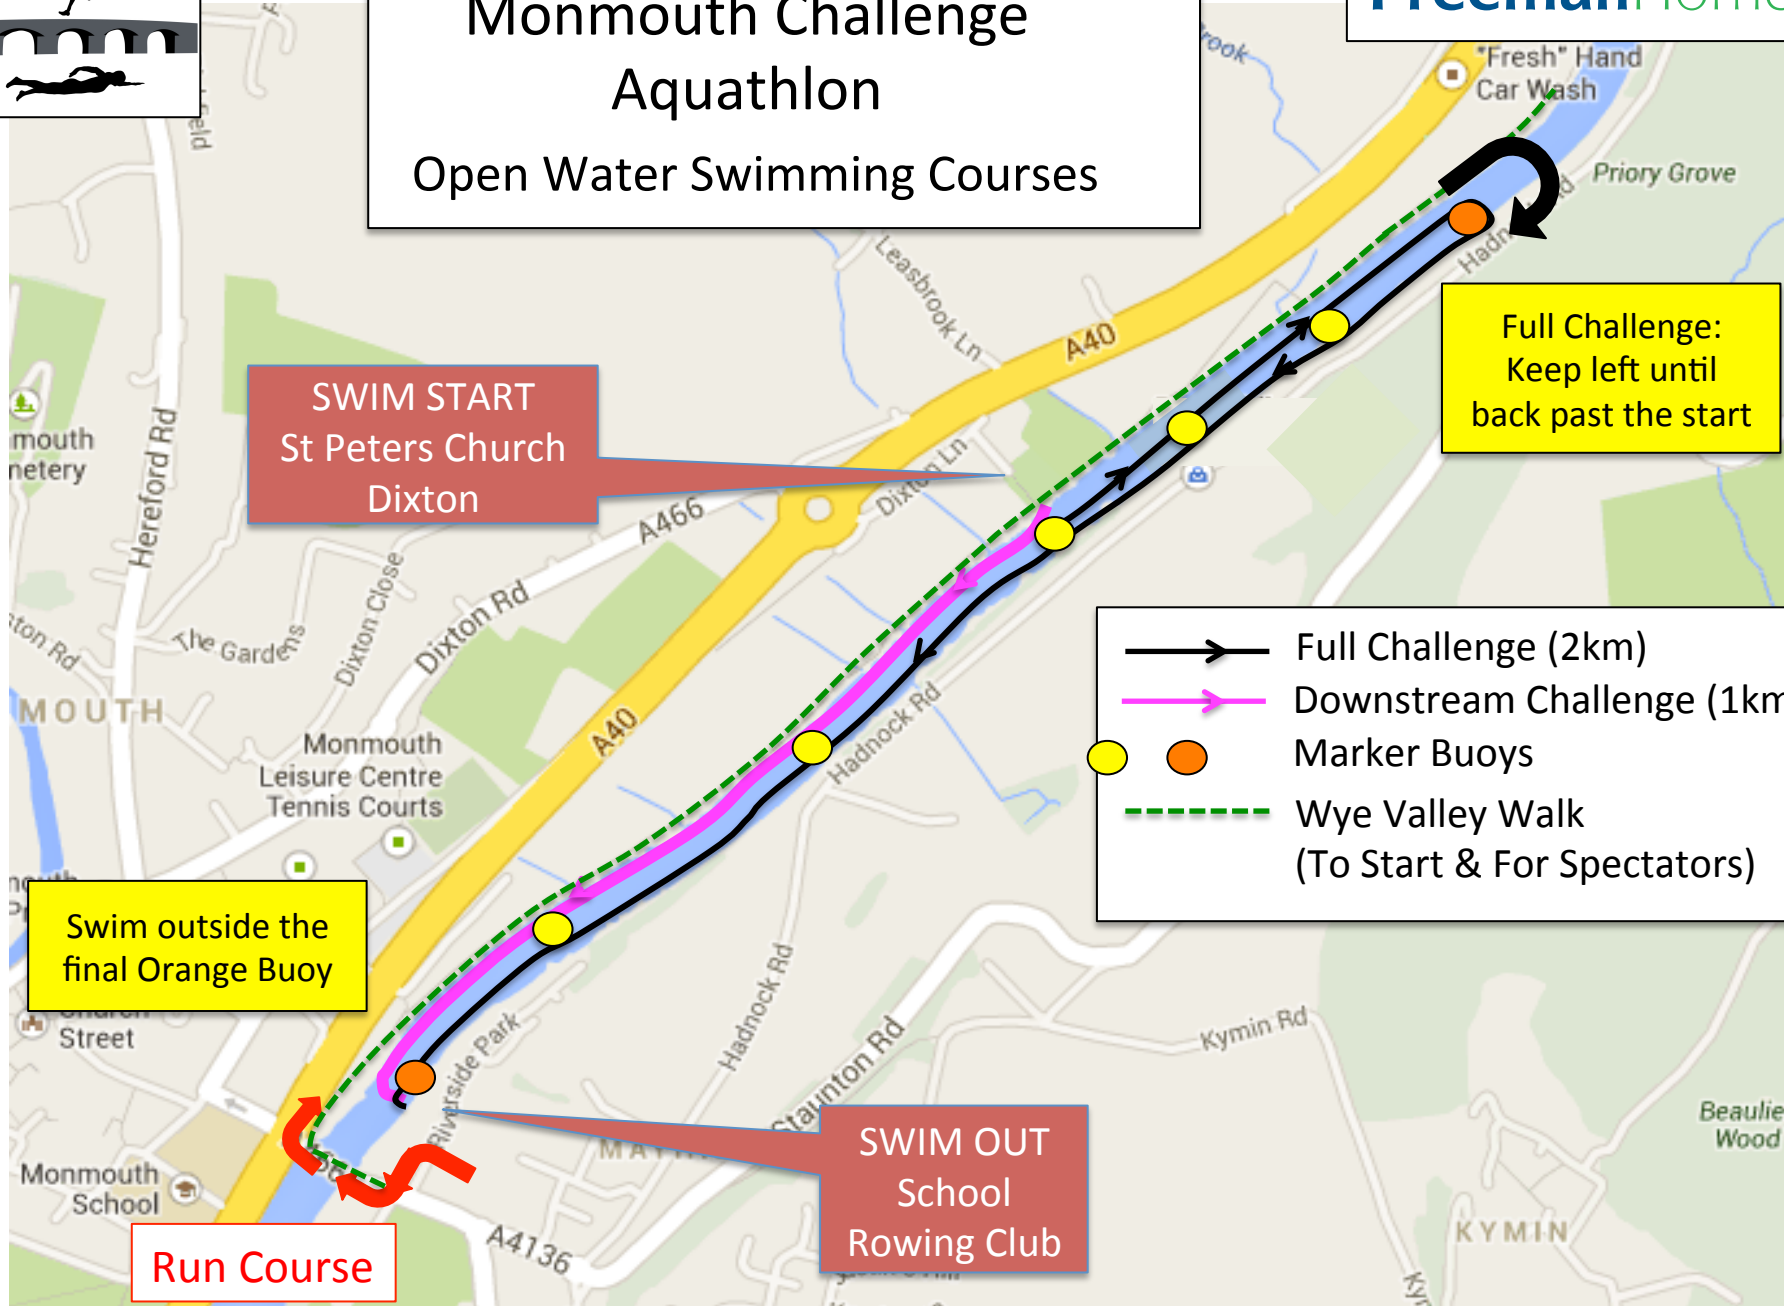 Monmouth Challenge
Aquathlon
Open Water Swimming Courses
"Fresh" Hand
Car Wash
Priory Grove
Leasbrook Ln
A40
Full Challenge:
Keep left until
back past the start
SWIM START
St Peters Church
Dixton
Hereford Rd
Dixton Ln
A466
Dixton Close
Dixton Rd
The Gardens
MOUTH
A40
Monmouth
Leisure Centre
Tennis Courts
Hadnock Rd
Full Challenge (2km)
Downstream Challenge (1km
Marker Buoys
Wye Valley Walk
(To Start & For Spectators)
Swim outside the
final Orange Buoy
Street
Riverside Park
Hadnock Rd
Staunton Rd
Kymin Rd
SWIM OUT
School
Rowing Club
Monmouth
School
Run Course
A4136
KYMIN
Wood